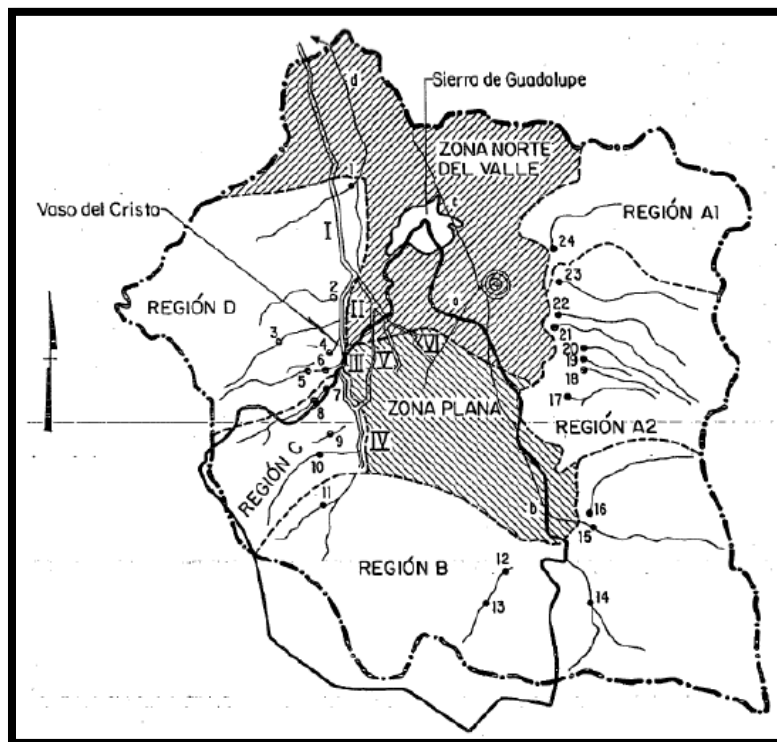 d
Sierra de Guadalupe
ZONA NORTE
DEL VALLE
1
Vaso del Cristo
c
REGIÓN A1
I
24
23
REGIÓN D
2
a
22
II
21
3
4
20
VI
19
6
III
V
5
18
7
ZONA PLANA
17
8
REGIÓN A2
9
IV
REGIÓN C
10
11
b
16
15
REGIÓN B
12
13
14